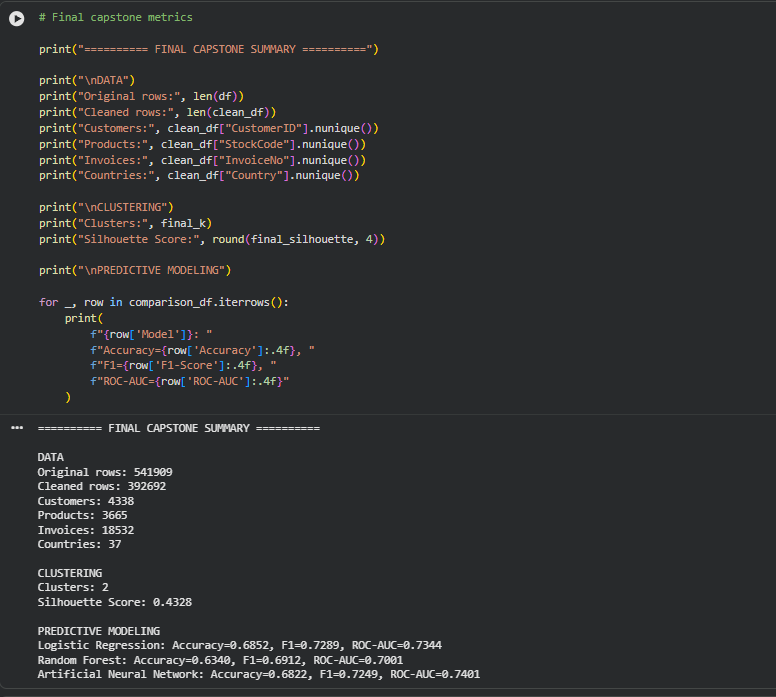 # Final capstone metrics
print("========== FINAL CAPSTONE SUMMARY ==========")
print("\nDATA")
print("Original rows:", len(df))
print("Cleaned rows:", len(clean_df))
print("Customers:", clean_df["CustomerID"].nunique())
print("Products:", clean_df["StockCode"].nunique())
print("Invoices:", clean_df["InvoiceNo"].nunique())
print("Countries:", clean_df["Country"].nunique())
print("\nCLUSTERING")
print("Clusters:", final_k)
print("Silhouette Score:", round(final_silhouette, 4))
print("\nPREDICTIVE MODELING")
for _, row in comparison_df.iterrows():
    print(
        f"{row['Model']}: "
        f"Accuracy={row['Accuracy']:.4f}, "
        f"F1={row['F1-Score']:.4f}, "
        f"ROC-AUC={row['ROC-AUC']:.4f}"
    )
========== FINAL CAPSTONE SUMMARY ==========
DATA
Original rows: 541909
Cleaned rows: 392692
Customers: 4338
Products: 3665
Invoices: 18532
Countries: 37
CLUSTERING
Clusters: 2
Silhouette Score: 0.4328
PREDICTIVE MODELING
Logistic Regression: Accuracy=0.6852, F1=0.7289, ROC-AUC=0.7344
Random Forest: Accuracy=0.6340, F1=0.6912, ROC-AUC=0.7001
Artificial Neural Network: Accuracy=0.6822, F1=0.7249, ROC-AUC=0.7401